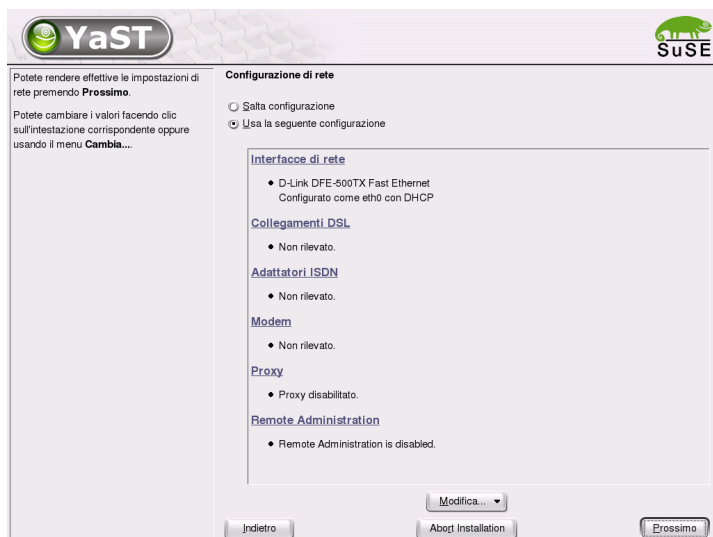 YaST
SuSE
Potete rendere effettive le impostazioni di
rete premendo Prossimo.
Potete cambiare i valori facendo clic
sull'intestazione corrispondente oppure
usando il menu Cambia....
Configurazione di rete
Salta configurazione
Usa la seguente configurazione
Interfacce di rete
D-Link DFE-500TX Fast Ethernet
Configurato come eth0 con DHCP
Collegamenti DSL
Non rilevato.
Adattatori ISDN
Non rilevato.
Modem
Non rilevato.
Proxy
Proxy disabilitato.
Remote Administration
Remote Administration is disabled.
Modifica...
Indietro
Abort Installation
Prossimo